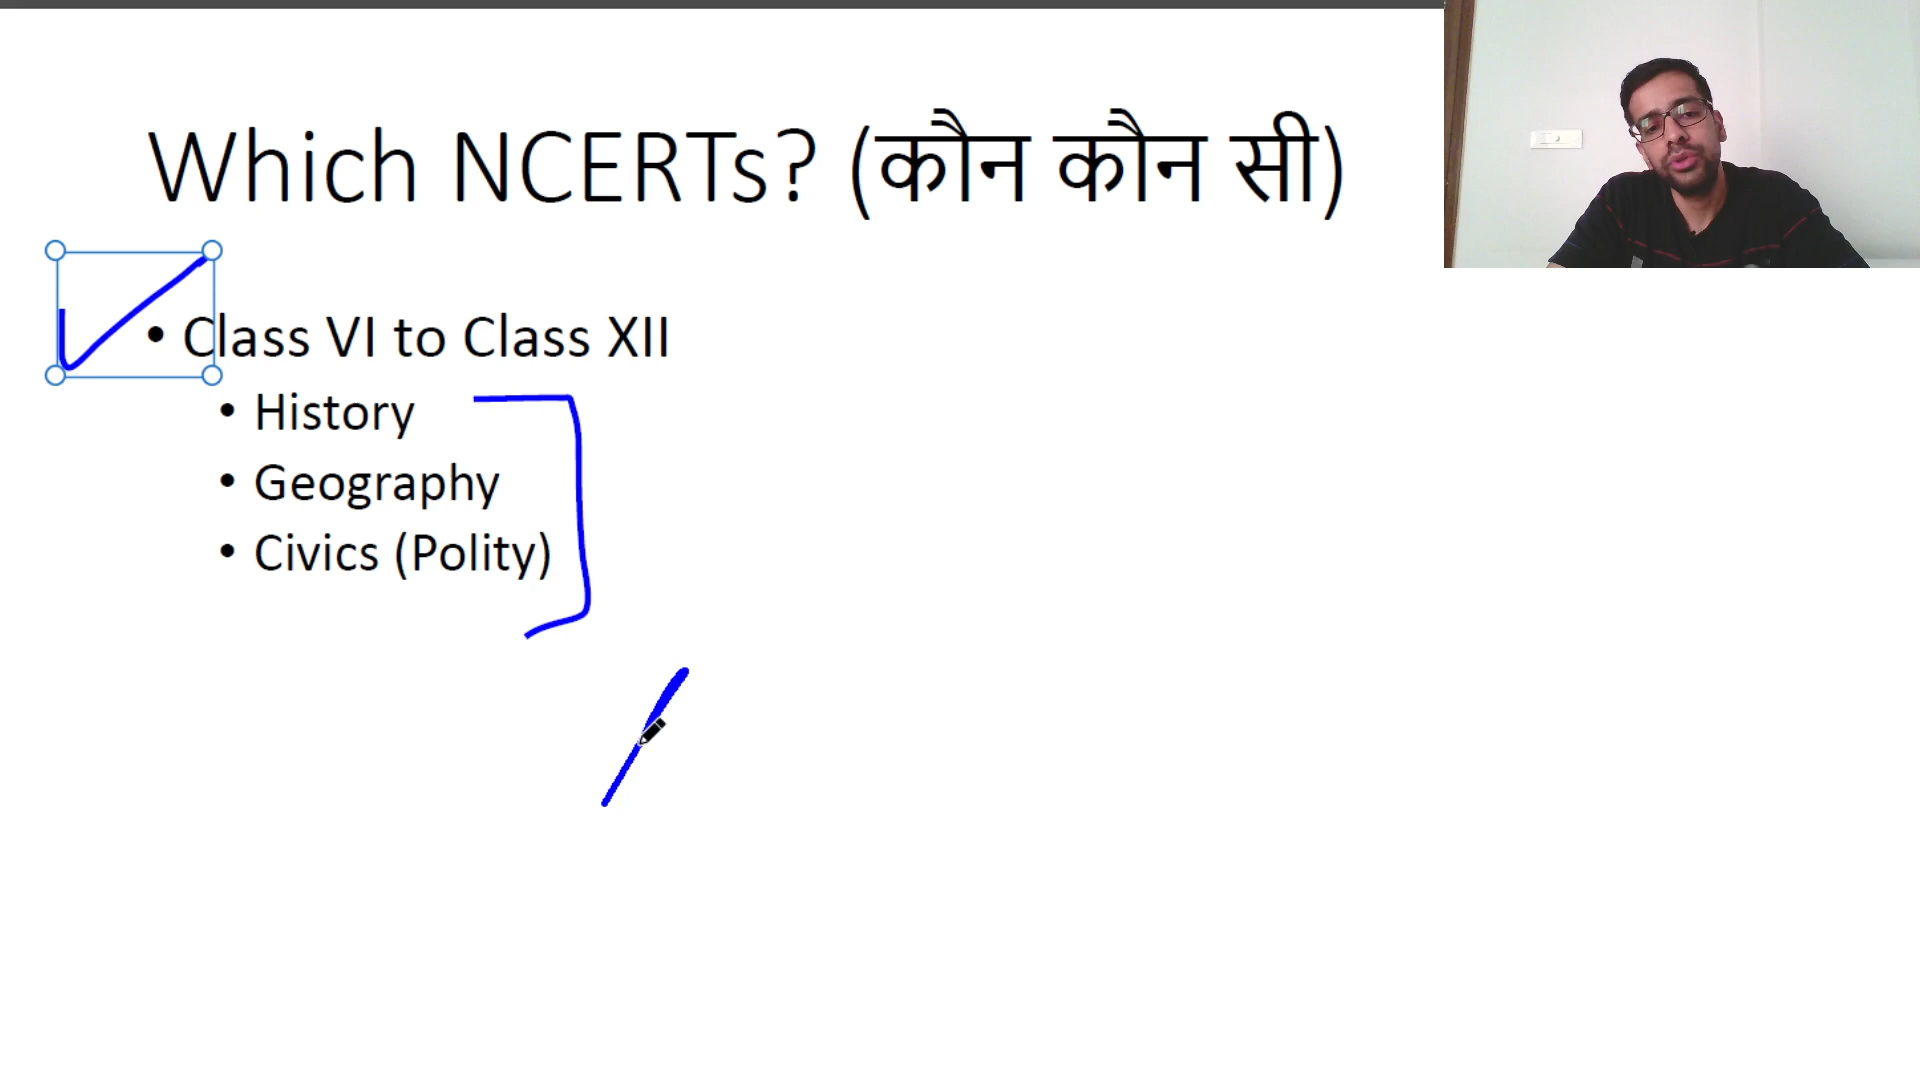 Which NCERTs? (कौन कौन सी)
• Class VI to Class XII
• History
• Geography
• Civics (Polity)